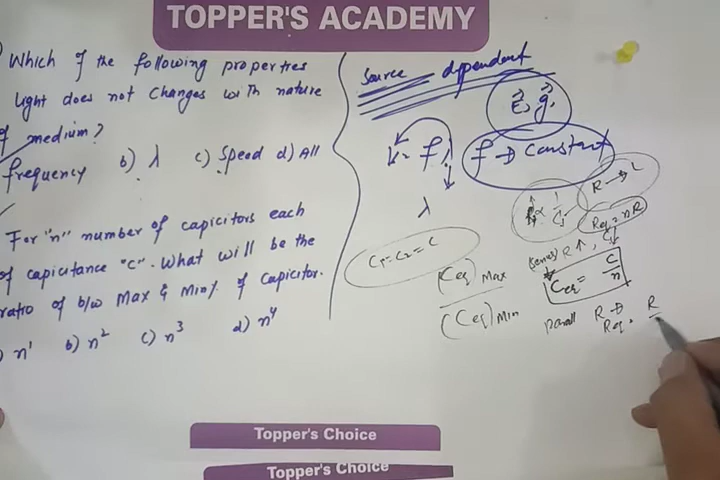 TOPPER'S ACADEMY
Which of the following properties
light does not changes with nature
of medium?
frequency b) λ c) Speed d) All
For "n" number of capicitors each
of capicitance "C". What will be the
ratio of b/w Max & Min/. of Capicitor.
) n¹ b) n² c) n³ d) n⁴
Source dependent
E, g,
V = fλ f → constant
λ
R → L
Req = nR
C₁ = C₂ = C
(series) R ↑, C↓
(Ceq) Max
(Ceq) Min
Ceq = C/n
parall R →
Req. R
Topper's Choice
Topper's Choice